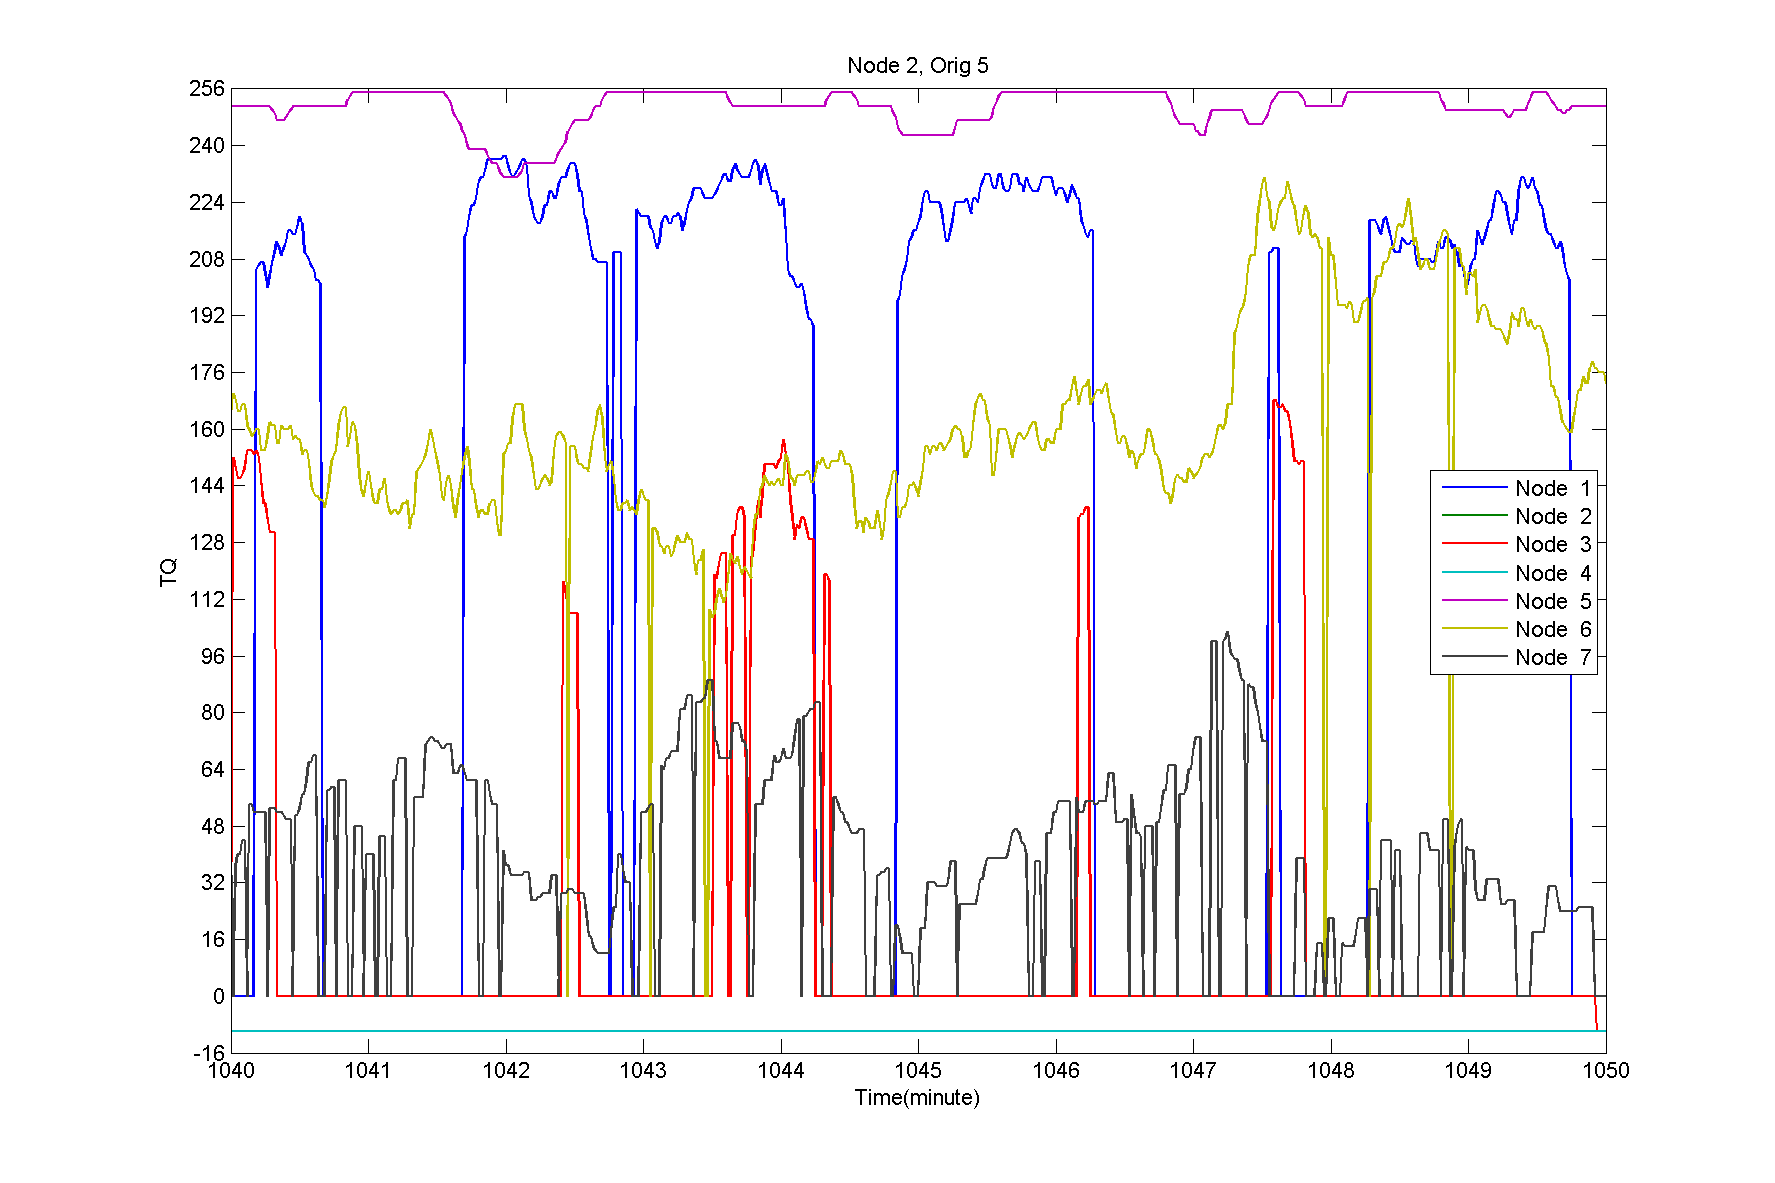 Node 2, Orig 5
256
240
224
208
192
176
160
144
128
112
96
80
64
48
32
16
0
-16
TQ
Node 1
Node 2
Node 3
Node 4
Node 5
Node 6
Node 7
1040 1041 1042 1043 1044 1045 1046 1047 1048 1049 1050
Time(minute)